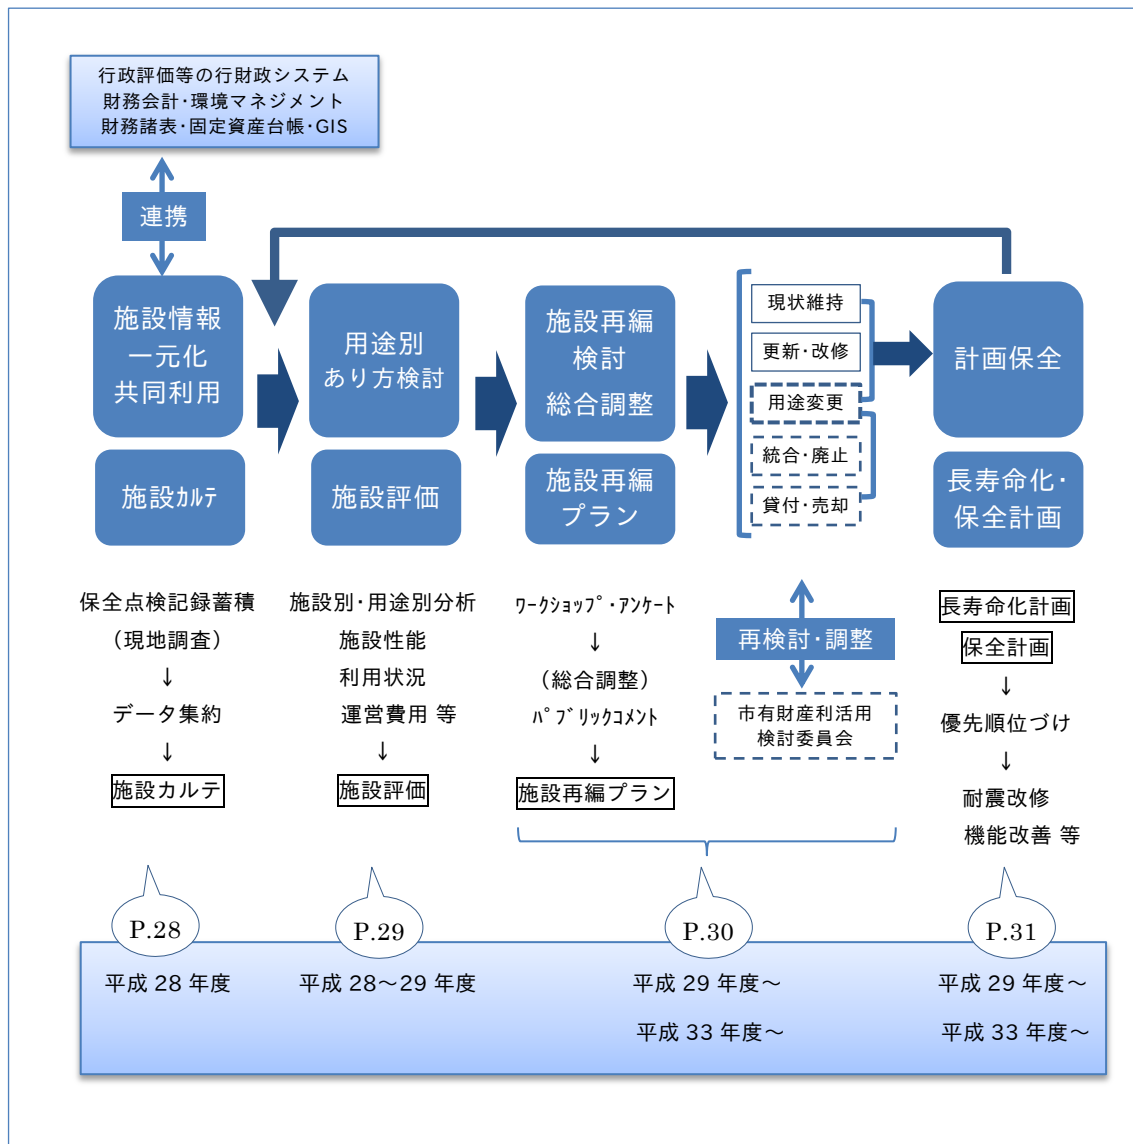 行政評価等の行財政システム
財務会計･環境マネジメント
財務諸表･固定資産台帳･GIS
連携
施設情報
一元化
共同利用
用途別
あり方検討
施設再編
検討
総合調整
現状維持
更新･改修
用途変更
統合･廃止
貸付･売却
計画保全
施設ｶﾙﾃ
施設評価
施設再編
プラン
長寿命化･
保全計画
保全点検記録蓄積
（現地調査）
↓
データ集約
↓
施設カルテ
施設別･用途別分析
施設性能
利用状況
運営費用 等
↓
施設評価
ﾜｰｸｼｮｯﾌﾟ･ｱﾝｹｰﾄ
↓
（総合調整）
ﾊﾟﾌﾞﾘｯｸｺﾒﾝﾄ
↓
施設再編プラン
再検討･調整
市有財産利活用
検討委員会
長寿命化計画
保全計画
↓
優先順位づけ
↓
耐震改修
機能改善 等
P.28
P.29
P.30
P.31
平成 28 年度
平成 28～29 年度
平成 29 年度～
平成 33 年度～
平成 29 年度～
平成 33 年度～